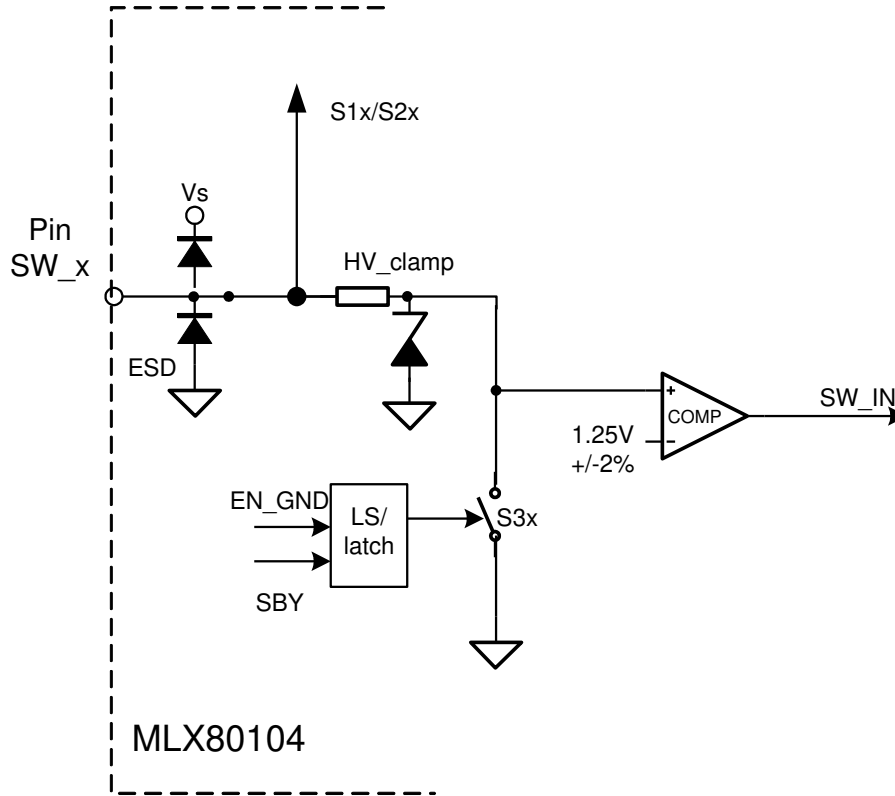 S1x/S2x
Vs
Pin
SW_x
HV_clamp
ESD
+
COMP
-
SW_IN
1.25V
+/-2%
EN_GND
LS/
latch
S3x
SBY
MLX80104